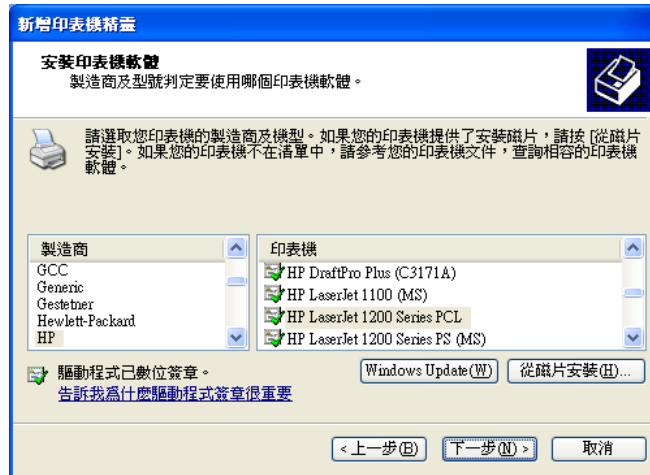 新增印表機精靈
安裝印表機軟體
製造商及型號判定要使用哪個印表機軟體。
請選取您印表機的製造商及機型。如果您的印表機提供了安裝磁片，請按 [從磁片
安裝]。如果您的印表機不在清單中，請參考您的印表機文件，查詢相容的印表機
軟體。
製造商
GCC
Generic
Gestetner
Hewlett-Packard
HP
印表機
HP DraftPro Plus (C3171A)
HP LaserJet 1100 (MS)
HP LaserJet 1200 Series PCL
HP LaserJet 1200 Series PS (MS)
驅動程式已數位簽章。
告訴我為什麼驅動程式簽章很重要
Windows Update(W)
從磁片安裝(H)...
<上一步(B)
下一步(N)>
取消